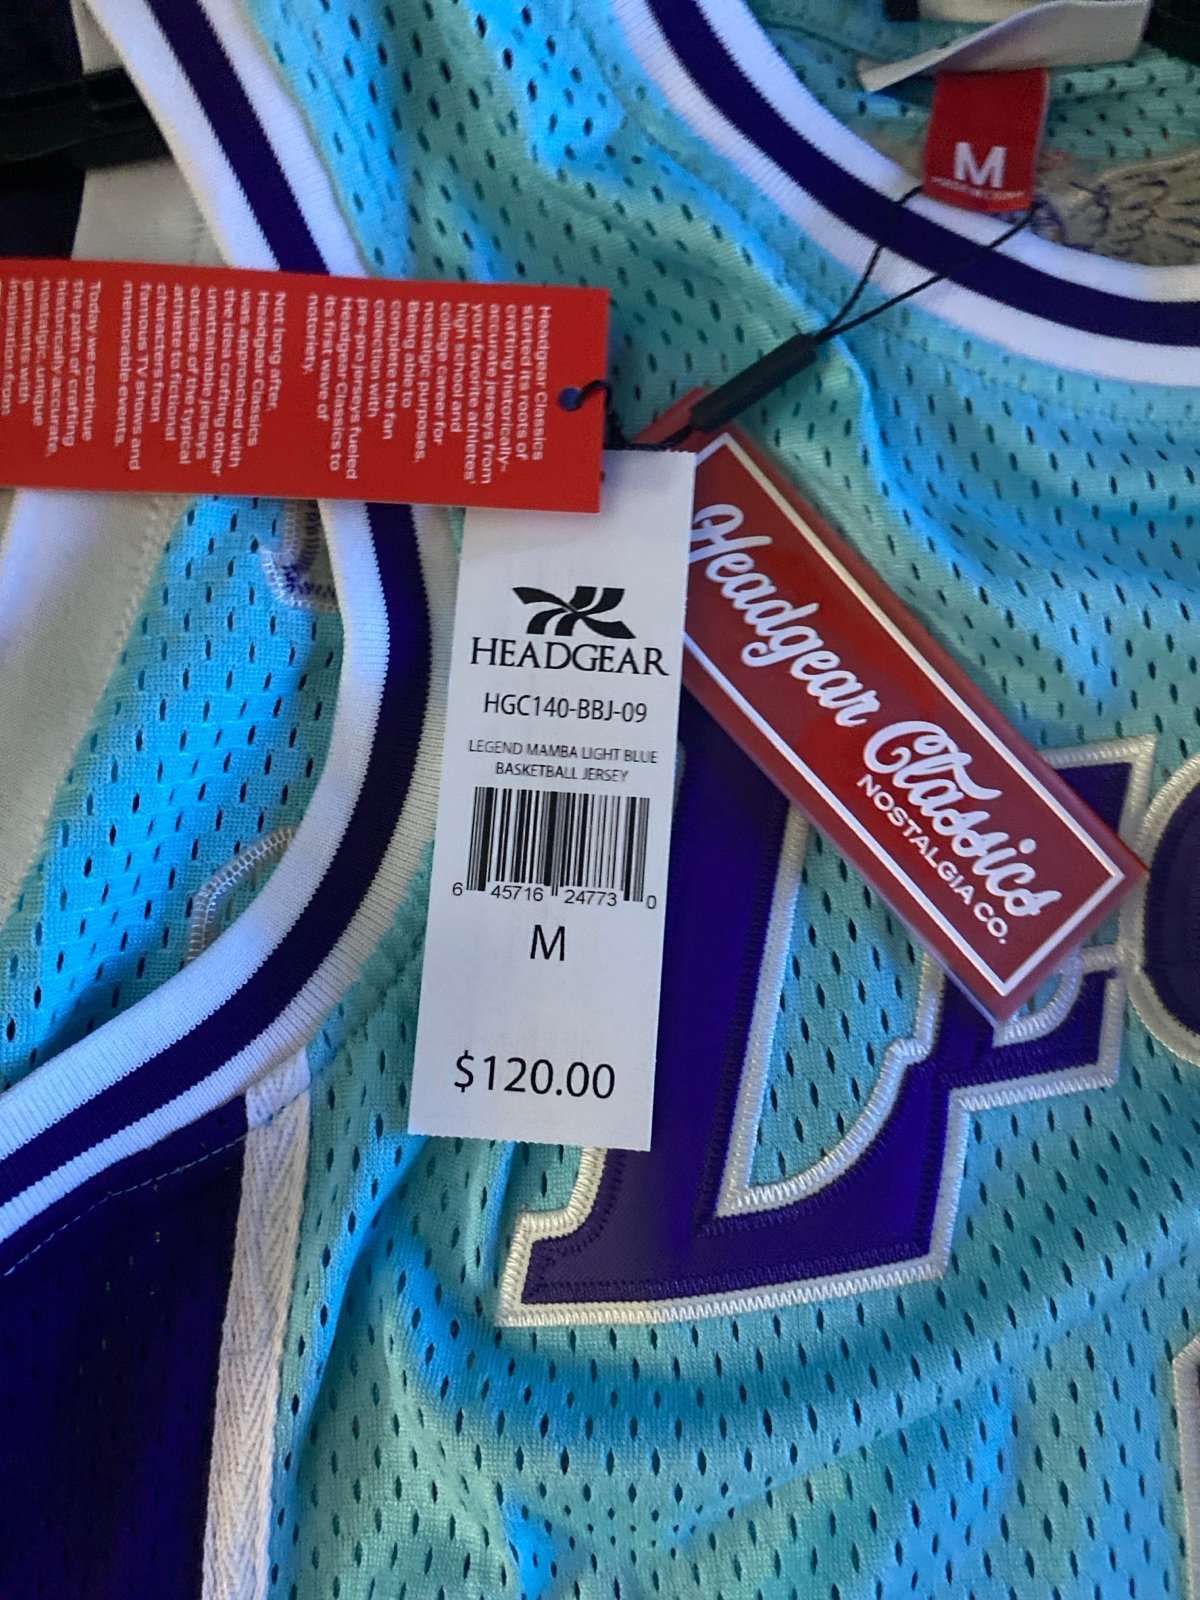 M
Headgear Classics
started its roots of
crafting historically-
accurate jerseys from
your favorite athletes'
high school and
college career for
nostalgic purposes.
Being able to
complete the fan
collection with
pe-pro jerseys fueled
Headgear Classics to
its first wave of
notoriety.
Not long after,
Headgear Classics
was approached with
the idea crafting other
unattainable jerseys
outside of the typical
athlete to fictional
characters from
famous TV shows and
memorable events.
Today we continue
the path of crafting
historically accurate,
nostalgic, unique
garments with
HEADGEAR
HGC140-BBJ-09
LEGEND MAMBA LIGHT BLUE
BASKETBALL JERSEY
6 45716 24773 0
M
$120.00
Headgear Classics
NOSTALGIA CO.